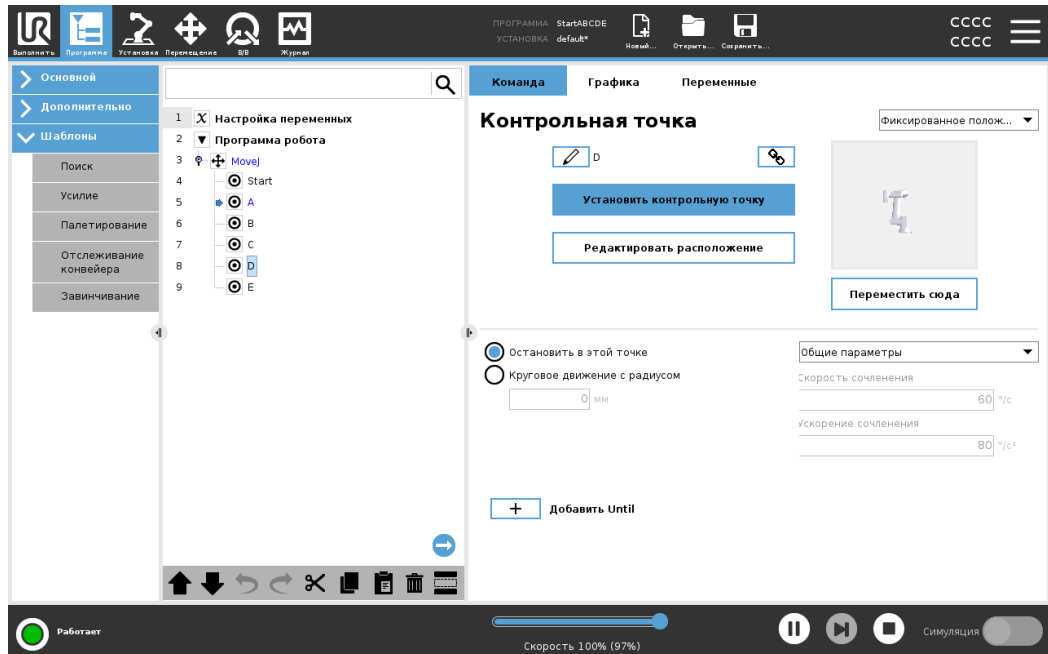 UR
Выполнить
Программа
Установка
Перемещение
В/В
Журнал
ПРОГРАММА StartABCDE
УСТАНОВКА default*
Новый...
Открыть...
Сохранить...
CCCC
CCCC
Основной
Дополнительно
Шаблоны
Поиск
Усилие
Палетирование
Отслеживание
конвейера
Завинчивание
1 X Настройка переменных
2 Программа робота
3 MoveJ
4 Start
5 A
6 B
7 C
8 D
9 E
Команда
Графика
Переменные
Контрольная точка
Фиксированное полож...
D
Установить контрольную точку
Редактировать расположение
Переместить сюда
Остановить в этой точке
Круговое движение с радиусом
0 мм
Общие параметры
Скорость сочленения
60 °/с
Ускорение сочленения
80 °/с²
Добавить Until
Работает
Скорость 100% (97%)
Симуляция